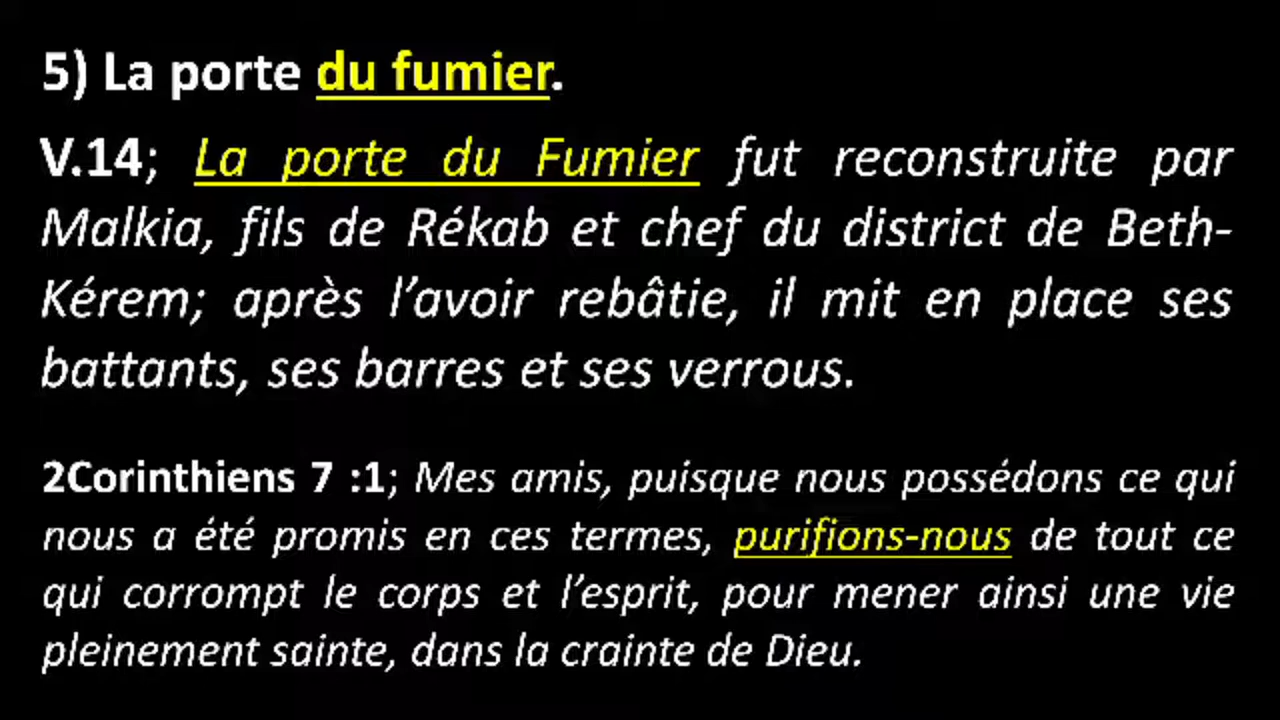 5) La porte du fumier.
V.14; La porte du Fumier fut reconstruite par
Malkia, fils de Rékab et chef du district de Beth-
Kérem; après l’avoir rebâtie, il mit en place ses
battants, ses barres et ses verrous.
2Corinthiens 7 :1; Mes amis, puisque nous possédons ce qui
nous a été promis en ces termes, purifions-nous de tout ce
qui corrompt le corps et l’esprit, pour mener ainsi une vie
pleinement sainte, dans la crainte de Dieu.